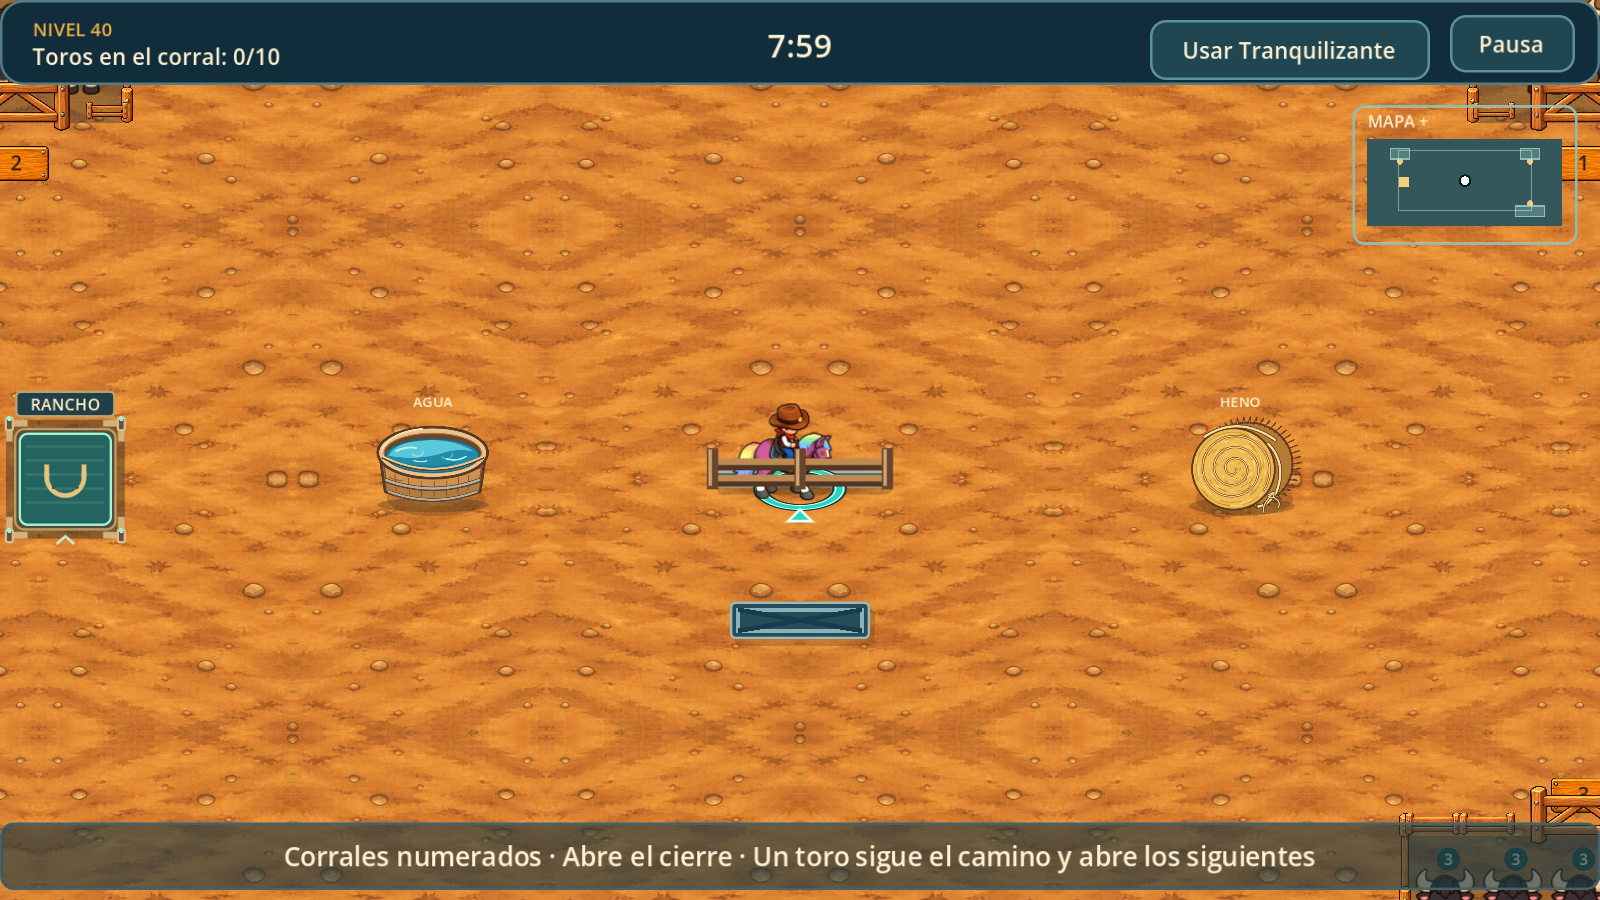 NIVEL 40
Toros en el corral: 0/10
7:59
Usar Tranquilizante
Pausa
MAPA +
2
1
RANCHO
AGUA
HENO
3
Corrales numerados · Abre el cierre · Un toro sigue el camino y abre los siguientes
3
3
3